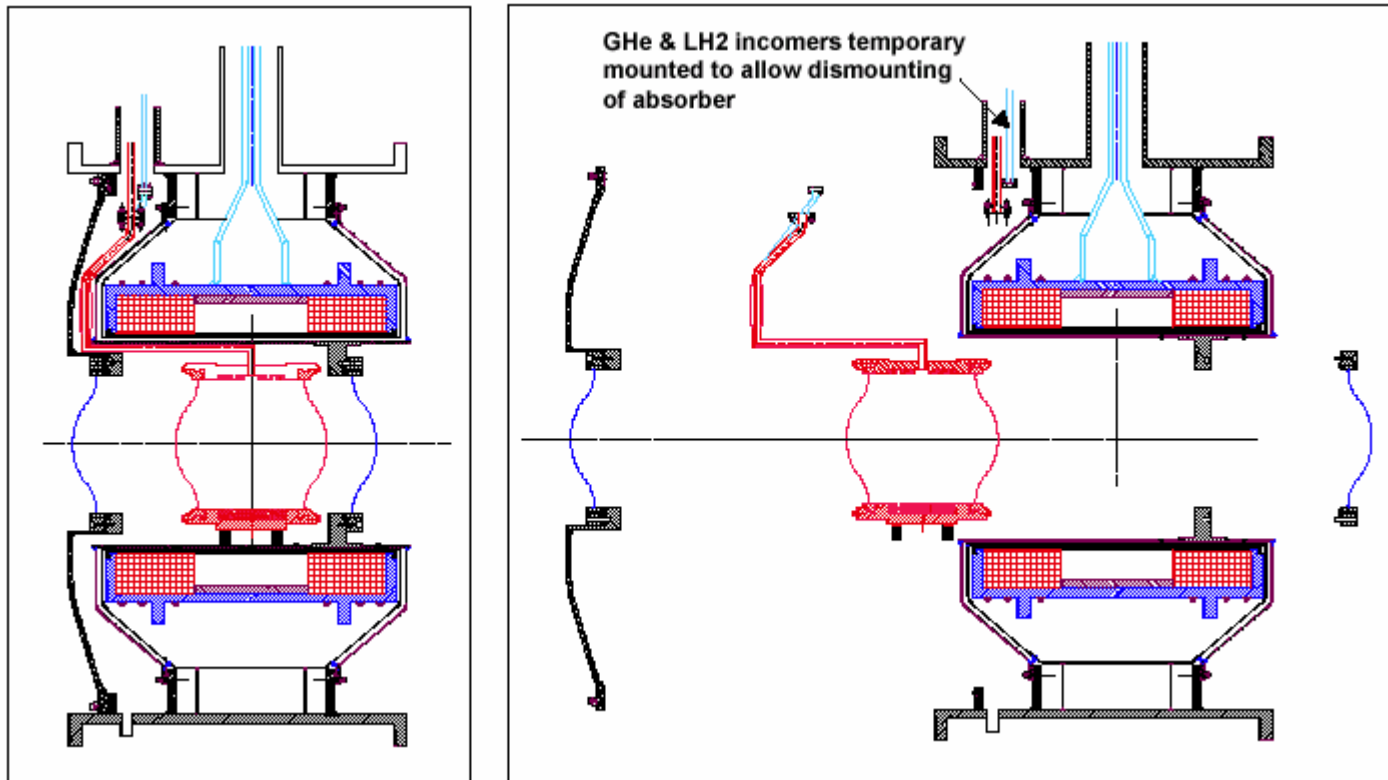 GHe & LH2 incomers temporary
mounted to allow dismounting
of absorber